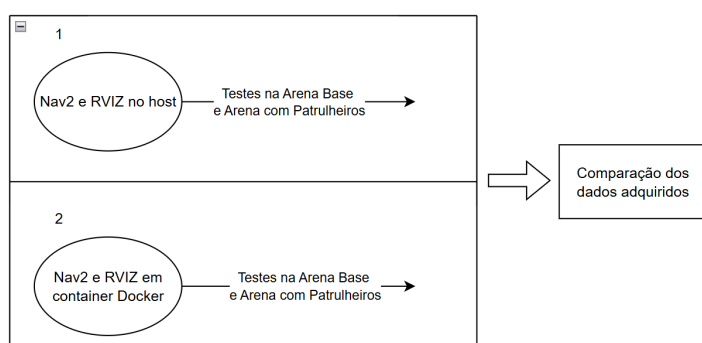 1
Nav2 e RVIZ no host
Testes na Arena Base
e Arena com Patrulheiros
Comparação dos
dados adquiridos
2
Nav2 e RVIZ em
container Docker
Testes na Arena Base
e Arena com Patrulheiros